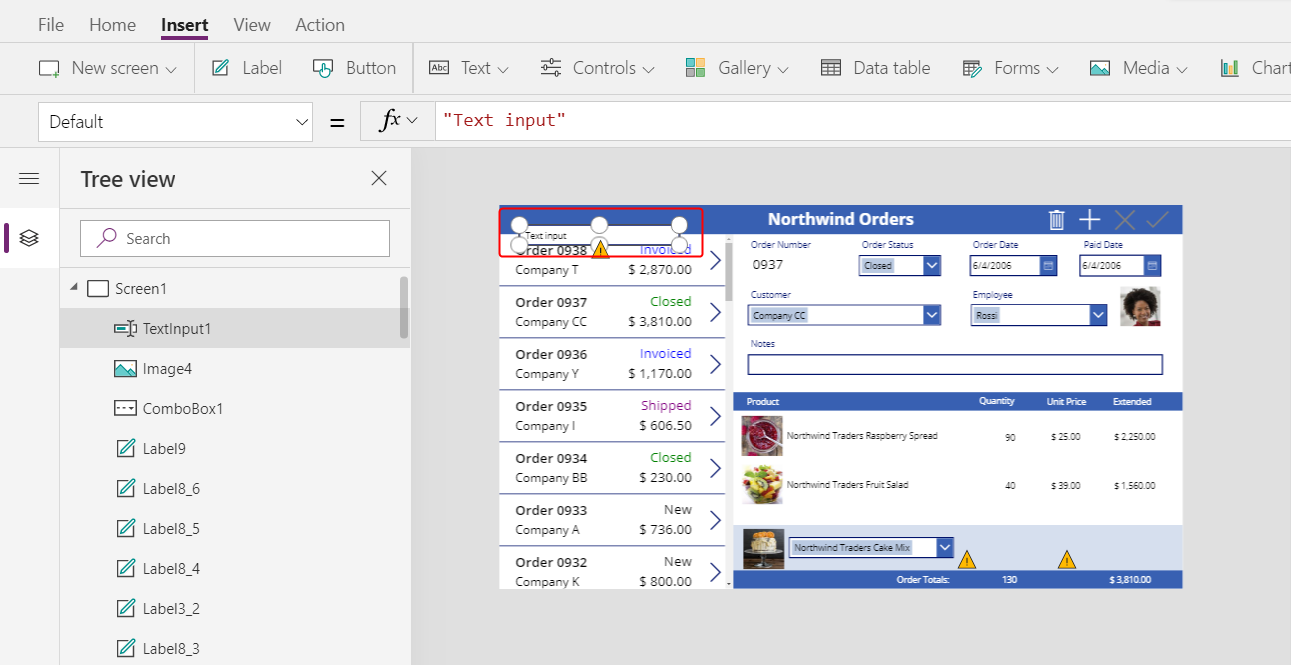 File Home Insert View Action
New screen Label Button Abc Text Controls Gallery Data table Forms Media Chart
Default = fx "Text input"
Tree view
Search
Screen1
TextInput1
Image4
ComboBox1
Label9
Label8_6
Label8_5
Label8_4
Label3_2
Label8_3
Northwind Orders
Text input
Order 0938 Invoiced
Company T $ 2,870.00
Order 0937 Closed
Company CC $ 3,810.00
Order 0936 Invoiced
Company Y $ 1,170.00
Order 0935 Shipped
Company I $ 606.50
Order 0934 Closed
Company BB $ 230.00
Order 0933 New
Company A $ 736.00
Order 0932 New
Company K $ 800.00
Order Number Order Status Order Date Paid Date
0937 Closed 6/4/2006 6/4/2006
Customer Employee
Company CC Rossi
Notes
Product Quantity Unit Price Extended
Northwind Traders Raspberry Spread 90 $ 25.00 $ 2,250.00
Northwind Traders Fruit Salad 40 $ 39.00 $ 1,560.00
Northwind Traders Cake Mix
Order Totals: 130 $ 3,810.00